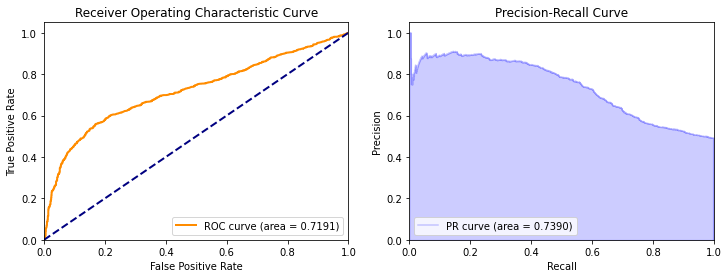 Receiver Operating Characteristic Curve
True Positive Rate
1.0
0.8
0.6
0.4
0.2
0.0
ROC curve (area = 0.7191)
0.0 0.2 0.4 0.6 0.8 1.0
False Positive Rate
Precision-Recall Curve
Precision
1.0
0.8
0.6
0.4
0.2
0.0
PR curve (area = 0.7390)
0.0 0.2 0.4 0.6 0.8 1.0
Recall